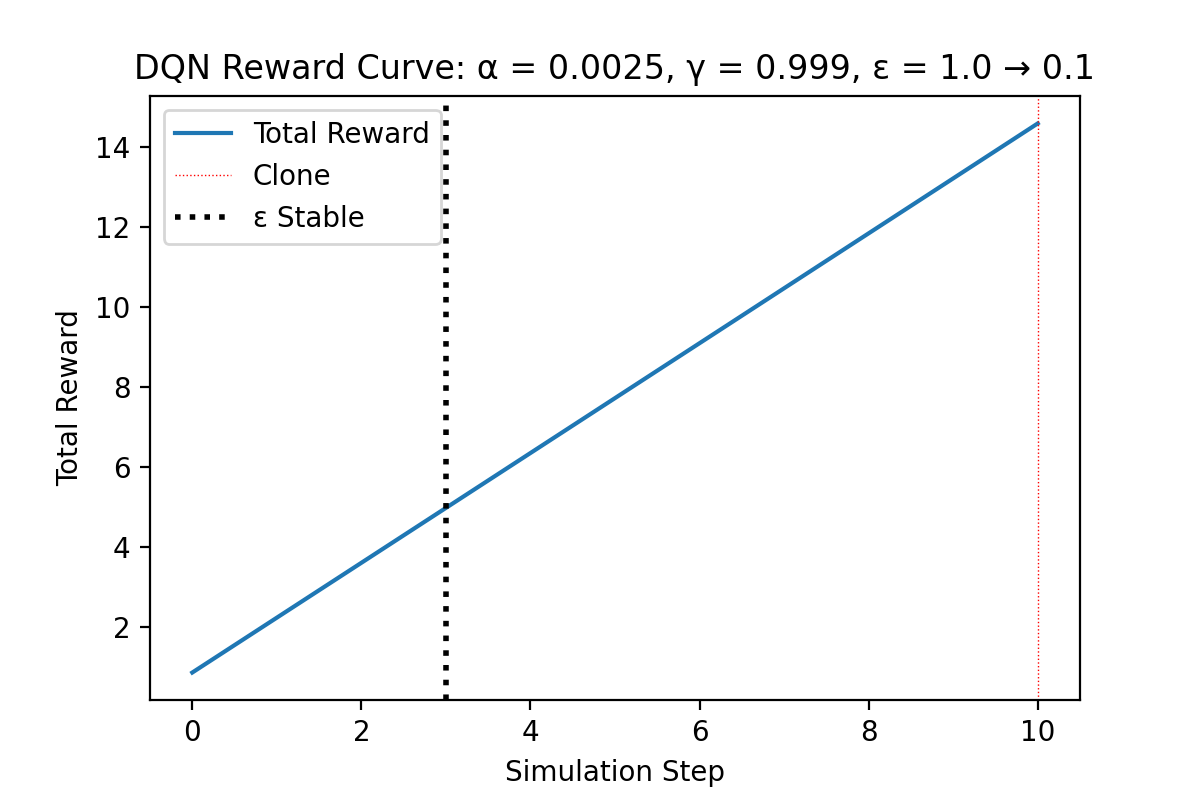 DQN Reward Curve: α = 0.0025, γ = 0.999, ε = 1.0 → 0.1
Total Reward
Clone
ε Stable
14
12
10
8
6
4
2
Total Reward
0 2 4 6 8 10
Simulation Step